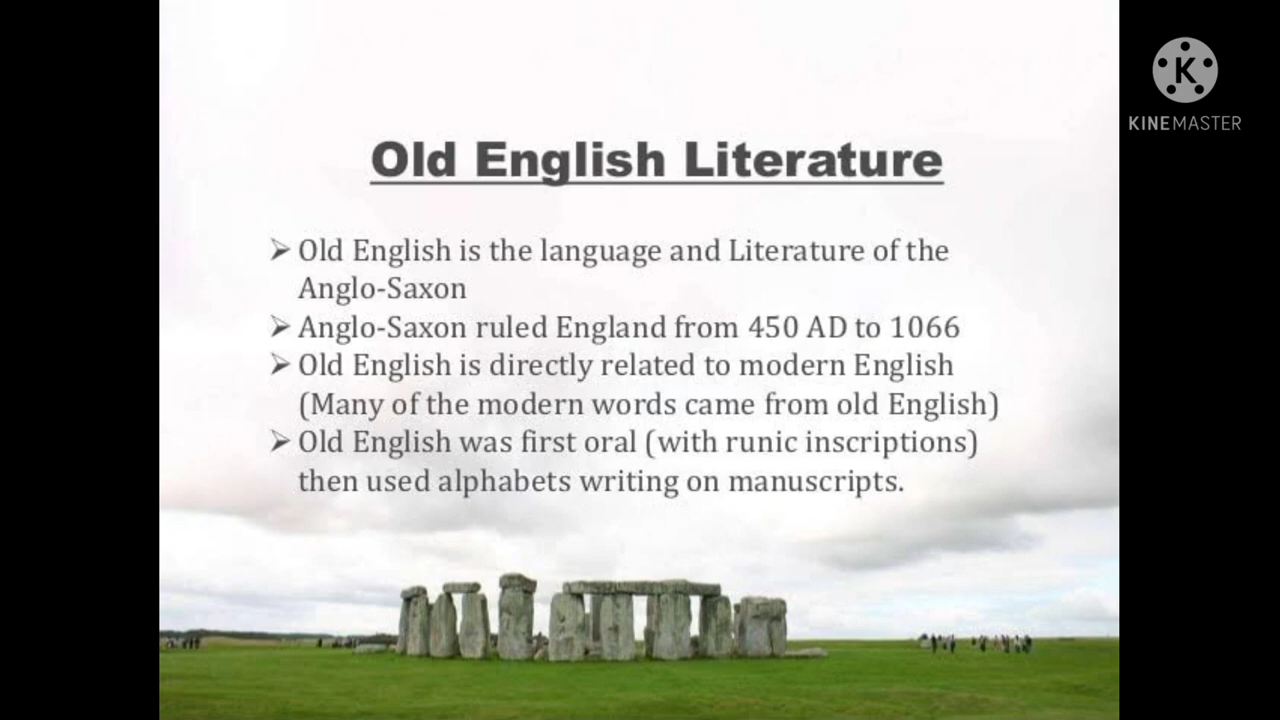 KINEMASTER
Old English Literature
➢ Old English is the language and Literature of the
Anglo-Saxon
➢ Anglo-Saxon ruled England from 450 AD to 1066
➢ Old English is directly related to modern English
(Many of the modern words came from old English)
➢ Old English was first oral (with runic inscriptions)
then used alphabets writing on manuscripts.